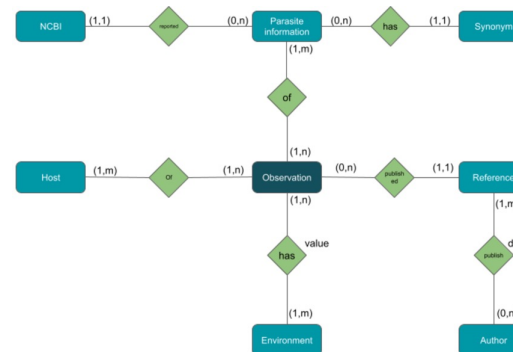 NCBI
(1,1)
reported
(0,n)
Parasite
information
(0,n)
has
(1,1)
Synonym
(1,m)
of
(1,n)
Host
(1,m)
or
(1,n)
Observation
(0,n)
publish
ed
(1,1)
Reference
(1,n)
(1,m
value
has
publish
d
(1,m)
(0,n
Environment
Author